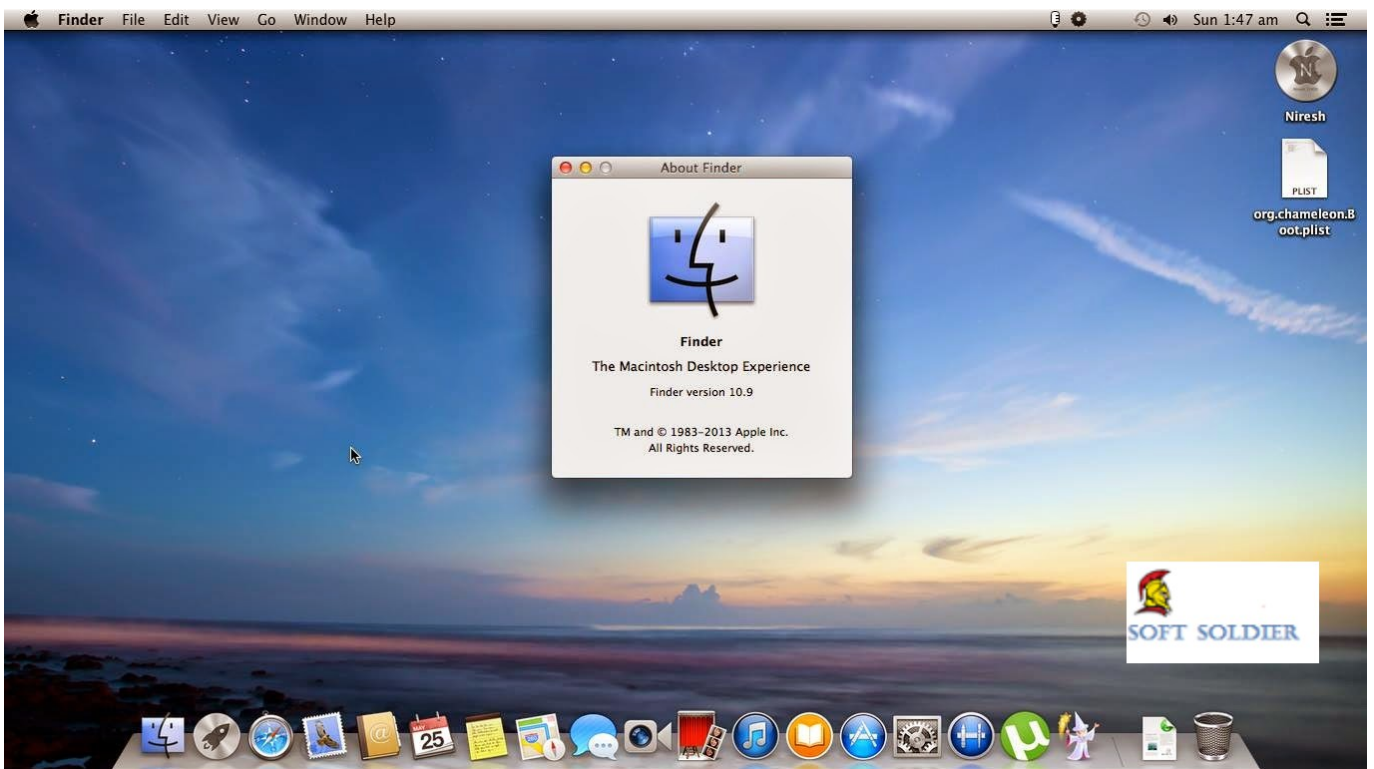 Finder File Edit View Go Window Help Sun 1:47 am
N
Niresh
PLIST
org.chameleon.B
oot.plist
About Finder
Finder
The Macintosh Desktop Experience
Finder version 10.9
TM and © 1983–2013 Apple Inc.
All Rights Reserved.
SOFT SOLDIER
@
MAY
25